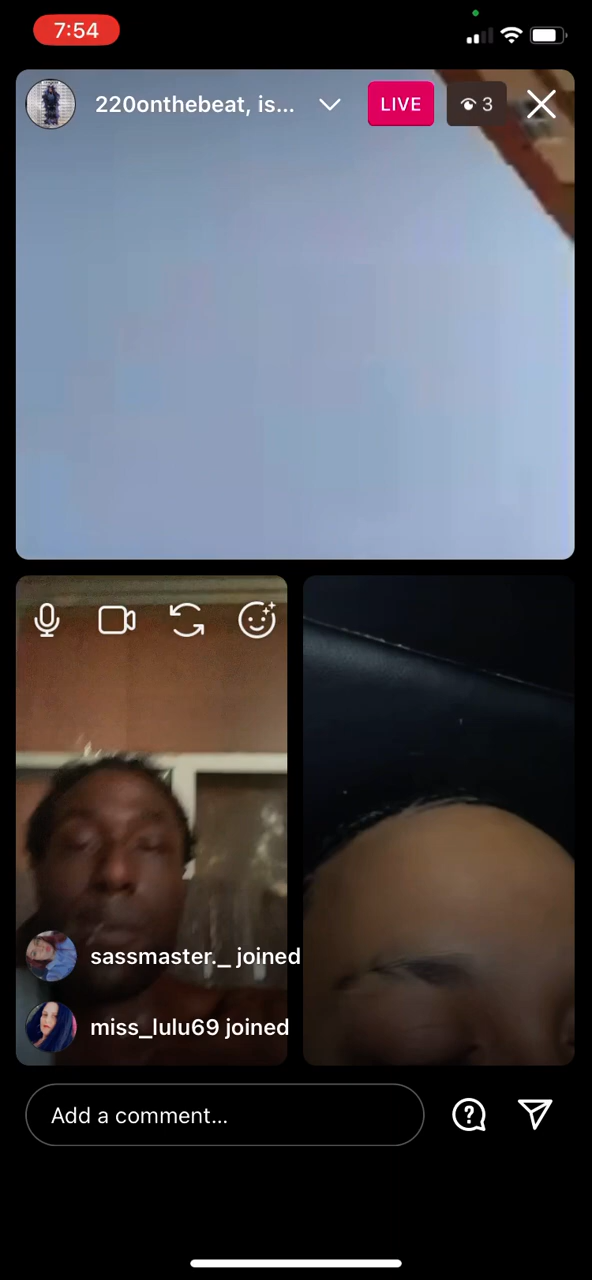 7:54
220onthebeat, is...
LIVE
3
sassmaster._ joined
miss_lulu69 joined
Add a comment...
?